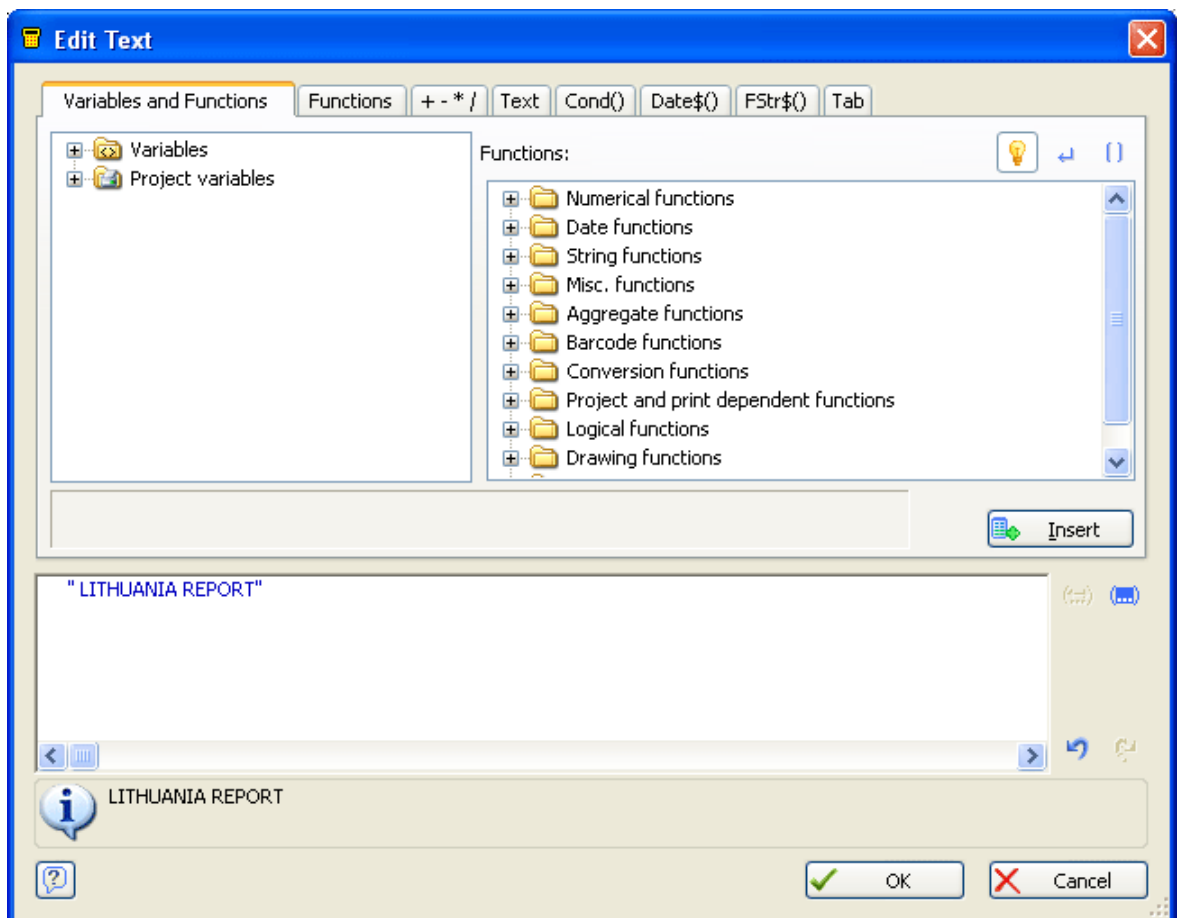 Edit Text
Variables and Functions Functions + - * / Text Cond() Date$() FStr$() Tab
Variables
Project variables
Functions:
Numerical functions
Date functions
String functions
Misc. functions
Aggregate functions
Barcode functions
Conversion functions
Project and print dependent functions
Logical functions
Drawing functions
Insert
" LITHUANIA REPORT"
LITHUANIA REPORT
OK Cancel